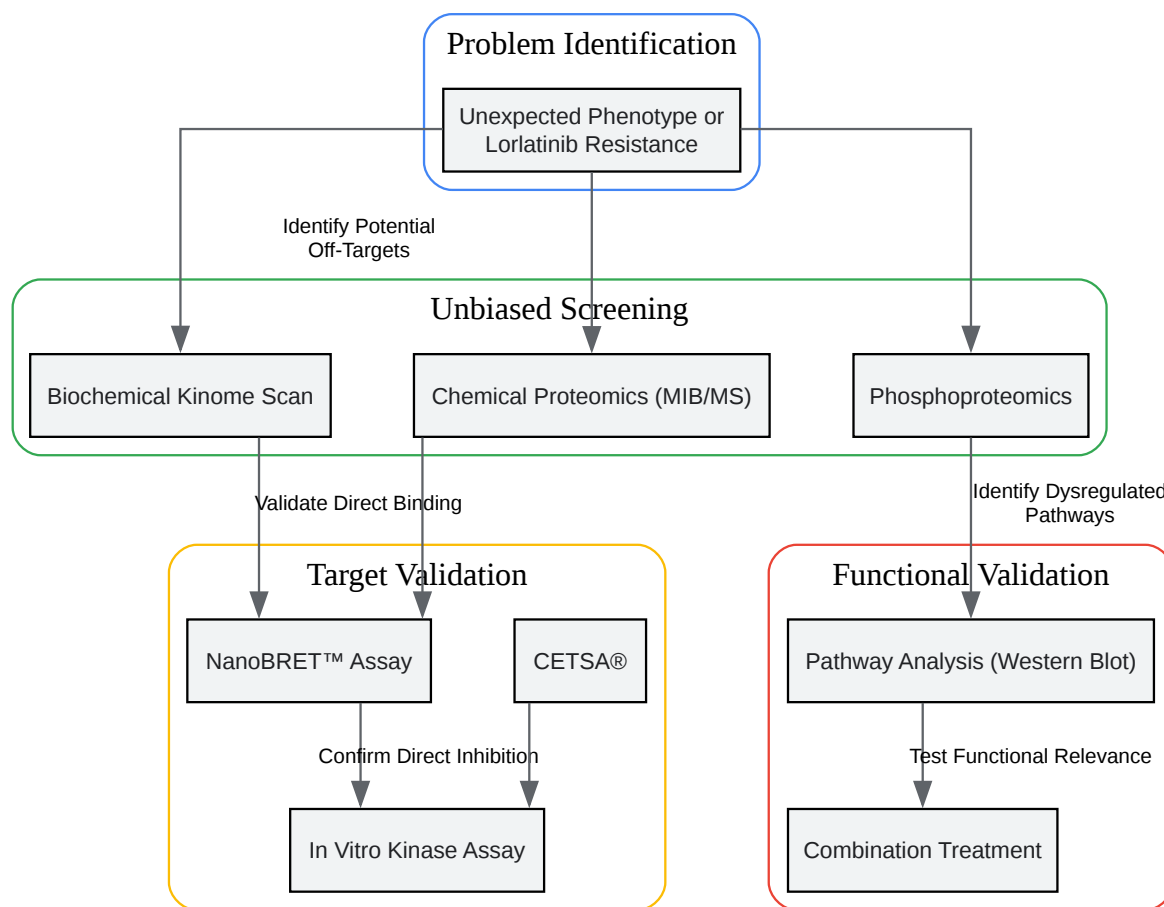 Problem Identification
Unexpected Phenotype or
Lorlatinib Resistance
Identify Potential
Off-Targets
Unbiased Screening
Biochemical Kinome Scan
Chemical Proteomics (MIB/MS)
Phosphoproteomics
Validate Direct Binding
Identify Dysregulated
Pathways
Target Validation
Functional Validation
NanoBRET™ Assay
CETSA®
Pathway Analysis (Western Blot)
Confirm Direct Inhibition
Test Functional Relevance
In Vitro Kinase Assay
Combination Treatment